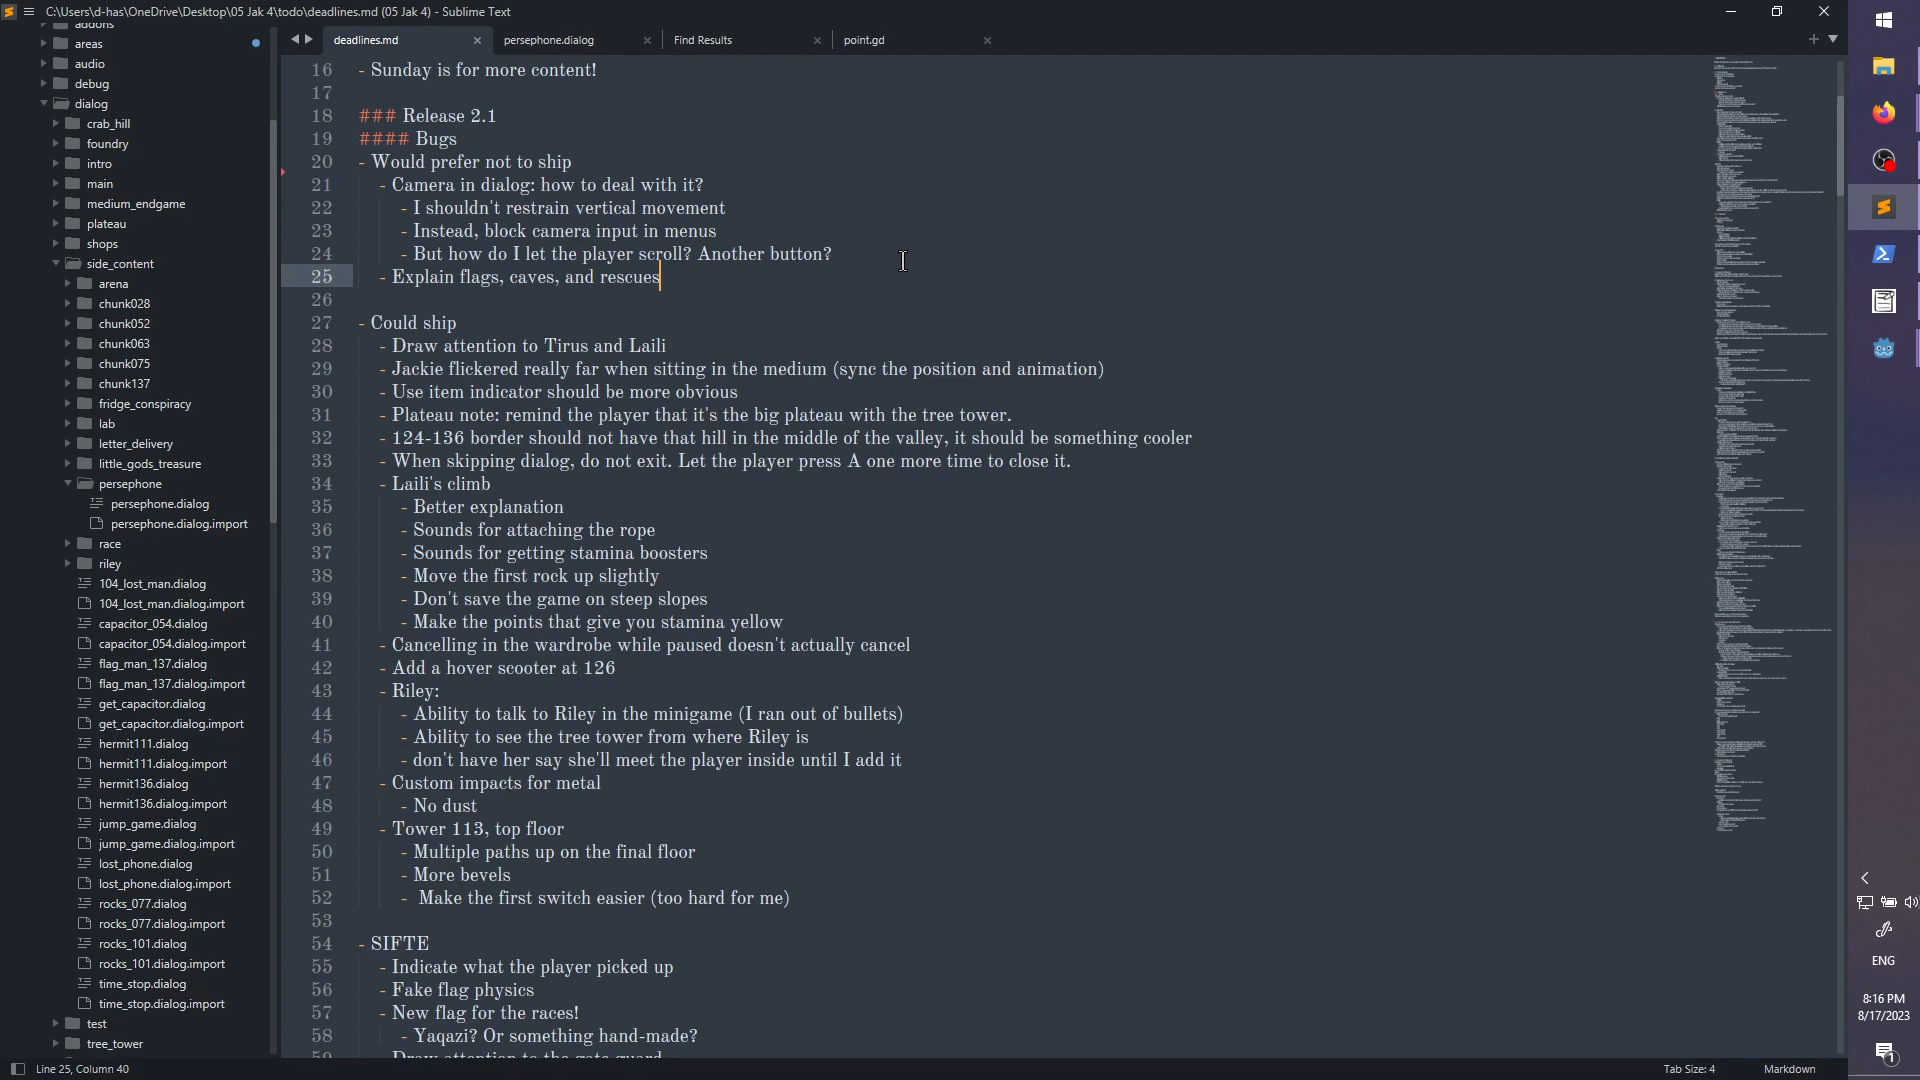 C:\Users\d-has\OneDrive\Desktop\05 Jak 4\todo\deadlines.md (05 Jak 4) - Sublime Text
addons
areas
audio
debug
dialog
crab_hill
foundry
intro
main
medium_endgame
plateau
shops
side_content
arena
chunk028
chunk052
chunk063
chunk075
chunk137
fridge_conspiracy
lab
letter_delivery
little_gods_treasure
persephone
persephone.dialog
persephone.dialog.import
race
riley
104_lost_man.dialog
104_lost_man.dialog.import
capacitor_054.dialog
capacitor_054.dialog.import
flag_man_137.dialog
flag_man_137.dialog.import
get_capacitor.dialog
get_capacitor.dialog.import
hermit111.dialog
hermit111.dialog.import
hermit136.dialog
hermit136.dialog.import
jump_game.dialog
jump_game.dialog.import
lost_phone.dialog
lost_phone.dialog.import
rocks_077.dialog
rocks_077.dialog.import
rocks_101.dialog
rocks_101.dialog.import
time_stop.dialog
time_stop.dialog.import
test
tree_tower
deadlines.md persephone.dialog Find Results point.gd
16 - Sunday is for more content!
17
18 ### Release 2.1
19 #### Bugs
20 - Would prefer not to ship
21 - Camera in dialog: how to deal with it?
22 - I shouldn't restrain vertical movement
23 - Instead, block camera input in menus
24 - But how do I let the player scroll? Another button?
25 - Explain flags, caves, and rescues
26
27 - Could ship
28 - Draw attention to Tirus and Laili
29 - Jackie flickered really far when sitting in the medium (sync the position and animation)
30 - Use item indicator should be more obvious
31 - Plateau note: remind the player that it's the big plateau with the tree tower.
32 - 124-136 border should not have that hill in the middle of the valley, it should be something cooler
33 - When skipping dialog, do not exit. Let the player press A one more time to close it.
34 - Laili's climb
35 - Better explanation
36 - Sounds for attaching the rope
37 - Sounds for getting stamina boosters
38 - Move the first rock up slightly
39 - Don't save the game on steep slopes
40 - Make the points that give you stamina yellow
41 - Cancelling in the wardrobe while paused doesn't actually cancel
42 - Add a hover scooter at 126
43 - Riley:
44 - Ability to talk to Riley in the minigame (I ran out of bullets)
45 - Ability to see the tree tower from where Riley is
46 - don't have her say she'll meet the player inside until I add it
47 - Custom impacts for metal
48 - No dust
49 - Tower 113, top floor
50 - Multiple paths up on the final floor
51 - More bevels
52 - Make the first switch easier (too hard for me)
53
54 - SIFTE
55 - Indicate what the player picked up
56 - Fake flag physics
57 - New flag for the races!
58 - Yaqazi? Or something hand-made?
59 - Draw attention to the gate guard
ENG
8:16 PM
8/17/2023
1
Line 25, Column 40
Tab Size: 4
Markdown